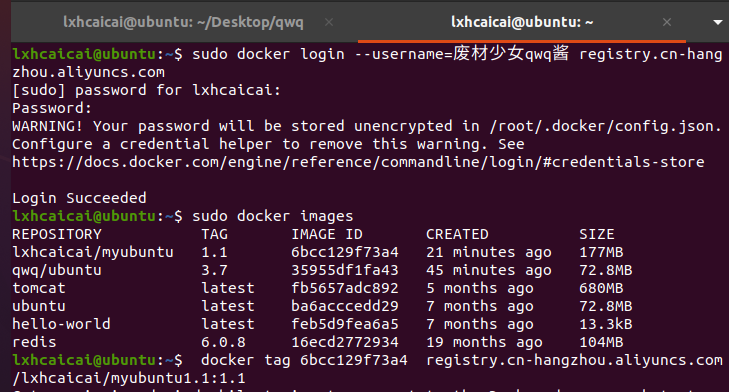 lxhcaicai@ubuntu: ~/Desktop/qwq × lxhcaicai@ubuntu: ~ ×
lxhcaicai@ubuntu:~$ sudo docker login --username=废材少女qwq酱 registry.cn-hang
zhou.aliyuncs.com
[sudo] password for lxhcaicai:
Password:
WARNING! Your password will be stored unencrypted in /root/.docker/config.json.
Configure a credential helper to remove this warning. See
https://docs.docker.com/engine/reference/commandline/login/#credentials-store
Login Succeeded
lxhcaicai@ubuntu:~$ sudo docker images
REPOSITORY TAG IMAGE ID CREATED SIZE
lxhcaicai/myubuntu 1.1 6bcc129f73a4 21 minutes ago 177MB
qwq/ubuntu 3.7 35955df1fa43 45 minutes ago 72.8MB
tomcat latest fb5657adc892 5 months ago 680MB
ubuntu latest ba6acccedd29 7 months ago 72.8MB
hello-world latest feb5d9fea6a5 7 months ago 13.3kB
redis 6.0.8 16ecd2772934 19 months ago 104MB
lxhcaicai@ubuntu:~$ docker tag 6bcc129f73a4 registry.cn-hangzhou.aliyuncs.com
/lxhcaicai/myubuntu1.1:1.1